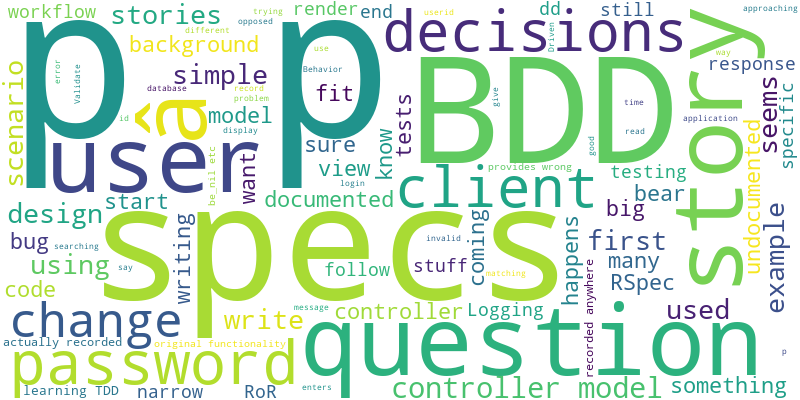 workflow
stories
trying
opposed
render
end
dd
still
userid
approaching
p p
background
different
decisions
Driven
way
story
response
scenario
error
Validate
simple
use
Behavior
BDD
seems
specific
database
record
problem
â
fit
tests
give
time
id
model
display
user
sure
know
good
read
application
want
be_nil etc
view
login
provides wrong
testing
undocumented
documented
client
bear
design
start
specs
big
example
bug
searching
writing
coming
happens
first
many
using
say
follow
stuff
invalid
matching
recorded anywhere
RSpec
code
change
write
message
controller
Logging
used
question
actually recorded
original functionality
p
password
learning TDD
narrow
RoR
enters
controller model
something